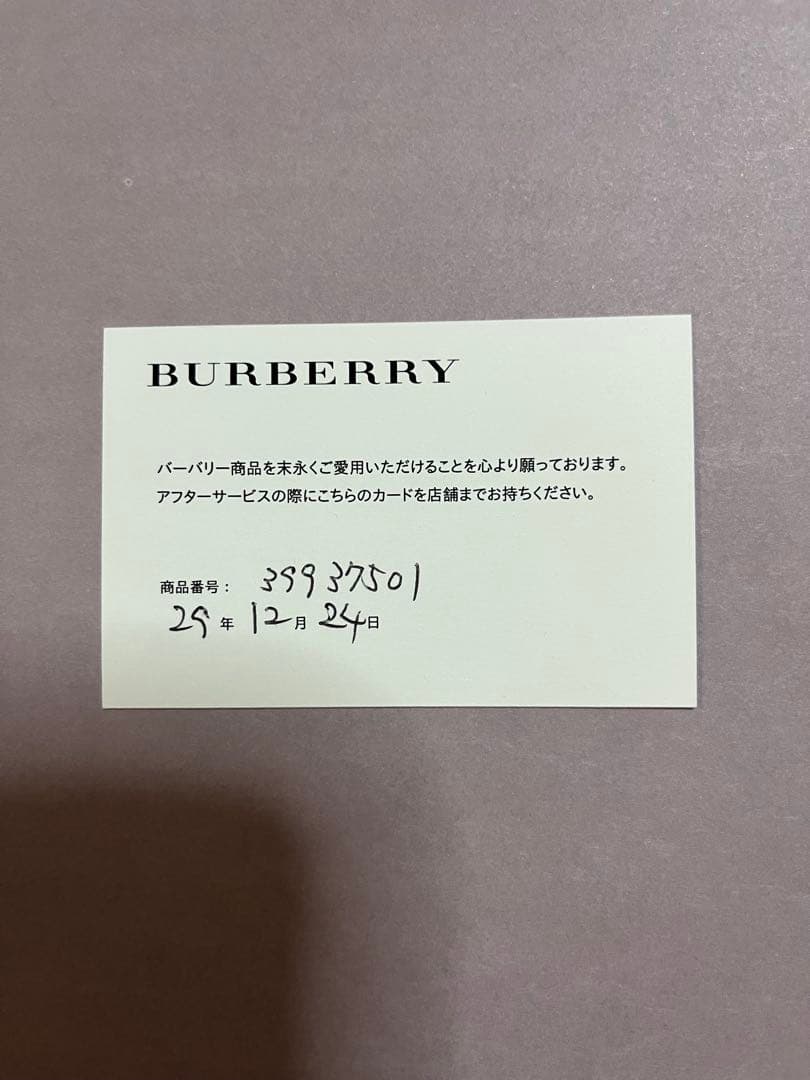 BURBERRY
バーバリー商品を末永くご愛用いただけることを心より願っております。
アフターサービスの際にこちらのカードを店舗までお持ちください。
商品番号： 39937501
29年 12月 24日